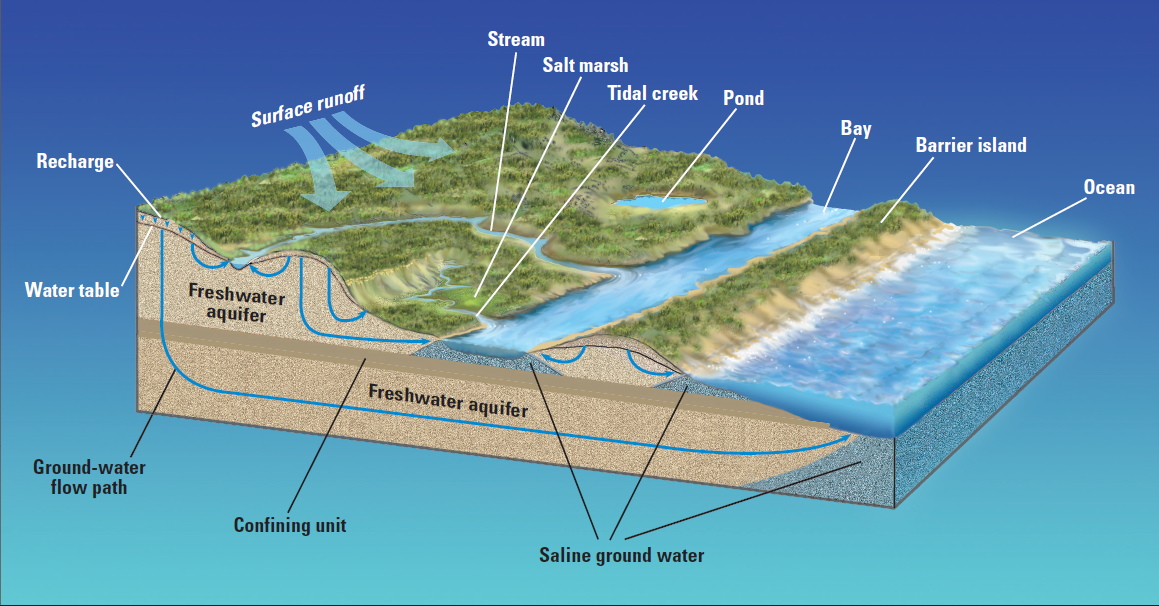 Stream
Salt marsh
Tidal creek
Pond
Surface runoff
Bay
Barrier island
Recharge
Ocean
Water table
Freshwater
aquifer
Freshwater aquifer
Ground-water
flow path
Confining unit
Saline ground water